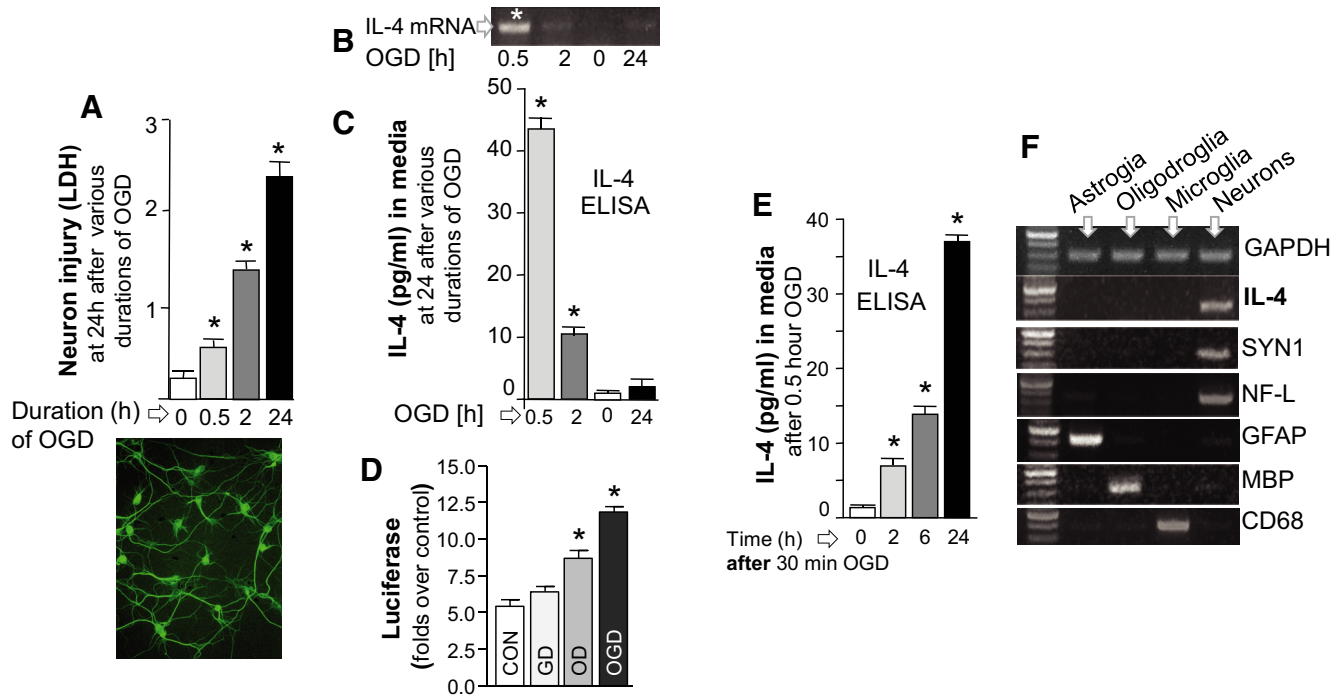 A
Neuron injury (LDH)
at 24h after various
durations of OGD
3
2
1
*
*
*
0 0.5 2 24
Duration (h)
of OGD
B
IL-4 mRNA
*
OGD [h]
0.5 2 0 24
C
IL-4 (pg/ml) in media
at 24 after various
durations of OGD
50
40
30
20
10
0
*
*
IL-4
ELISA
OGD [h]
0.5 2 0 24
D
Luciferase
(folds over control)
15.0
12.5
10.0
7.5
5.0
2.5
0.0
*
*
CON GD OD OGD
E
IL-4 (pg/ml) in media
after 0.5 hour OGD
40
30
20
10
0
*
*
*
IL-4
ELISA
Time (h)
0 2 6 24
after 30 min OGD
F
Astrogia
Oligodroglia
Microglia
Neurons
GAPDH
IL-4
SYN1
NF-L
GFAP
MBP
CD68